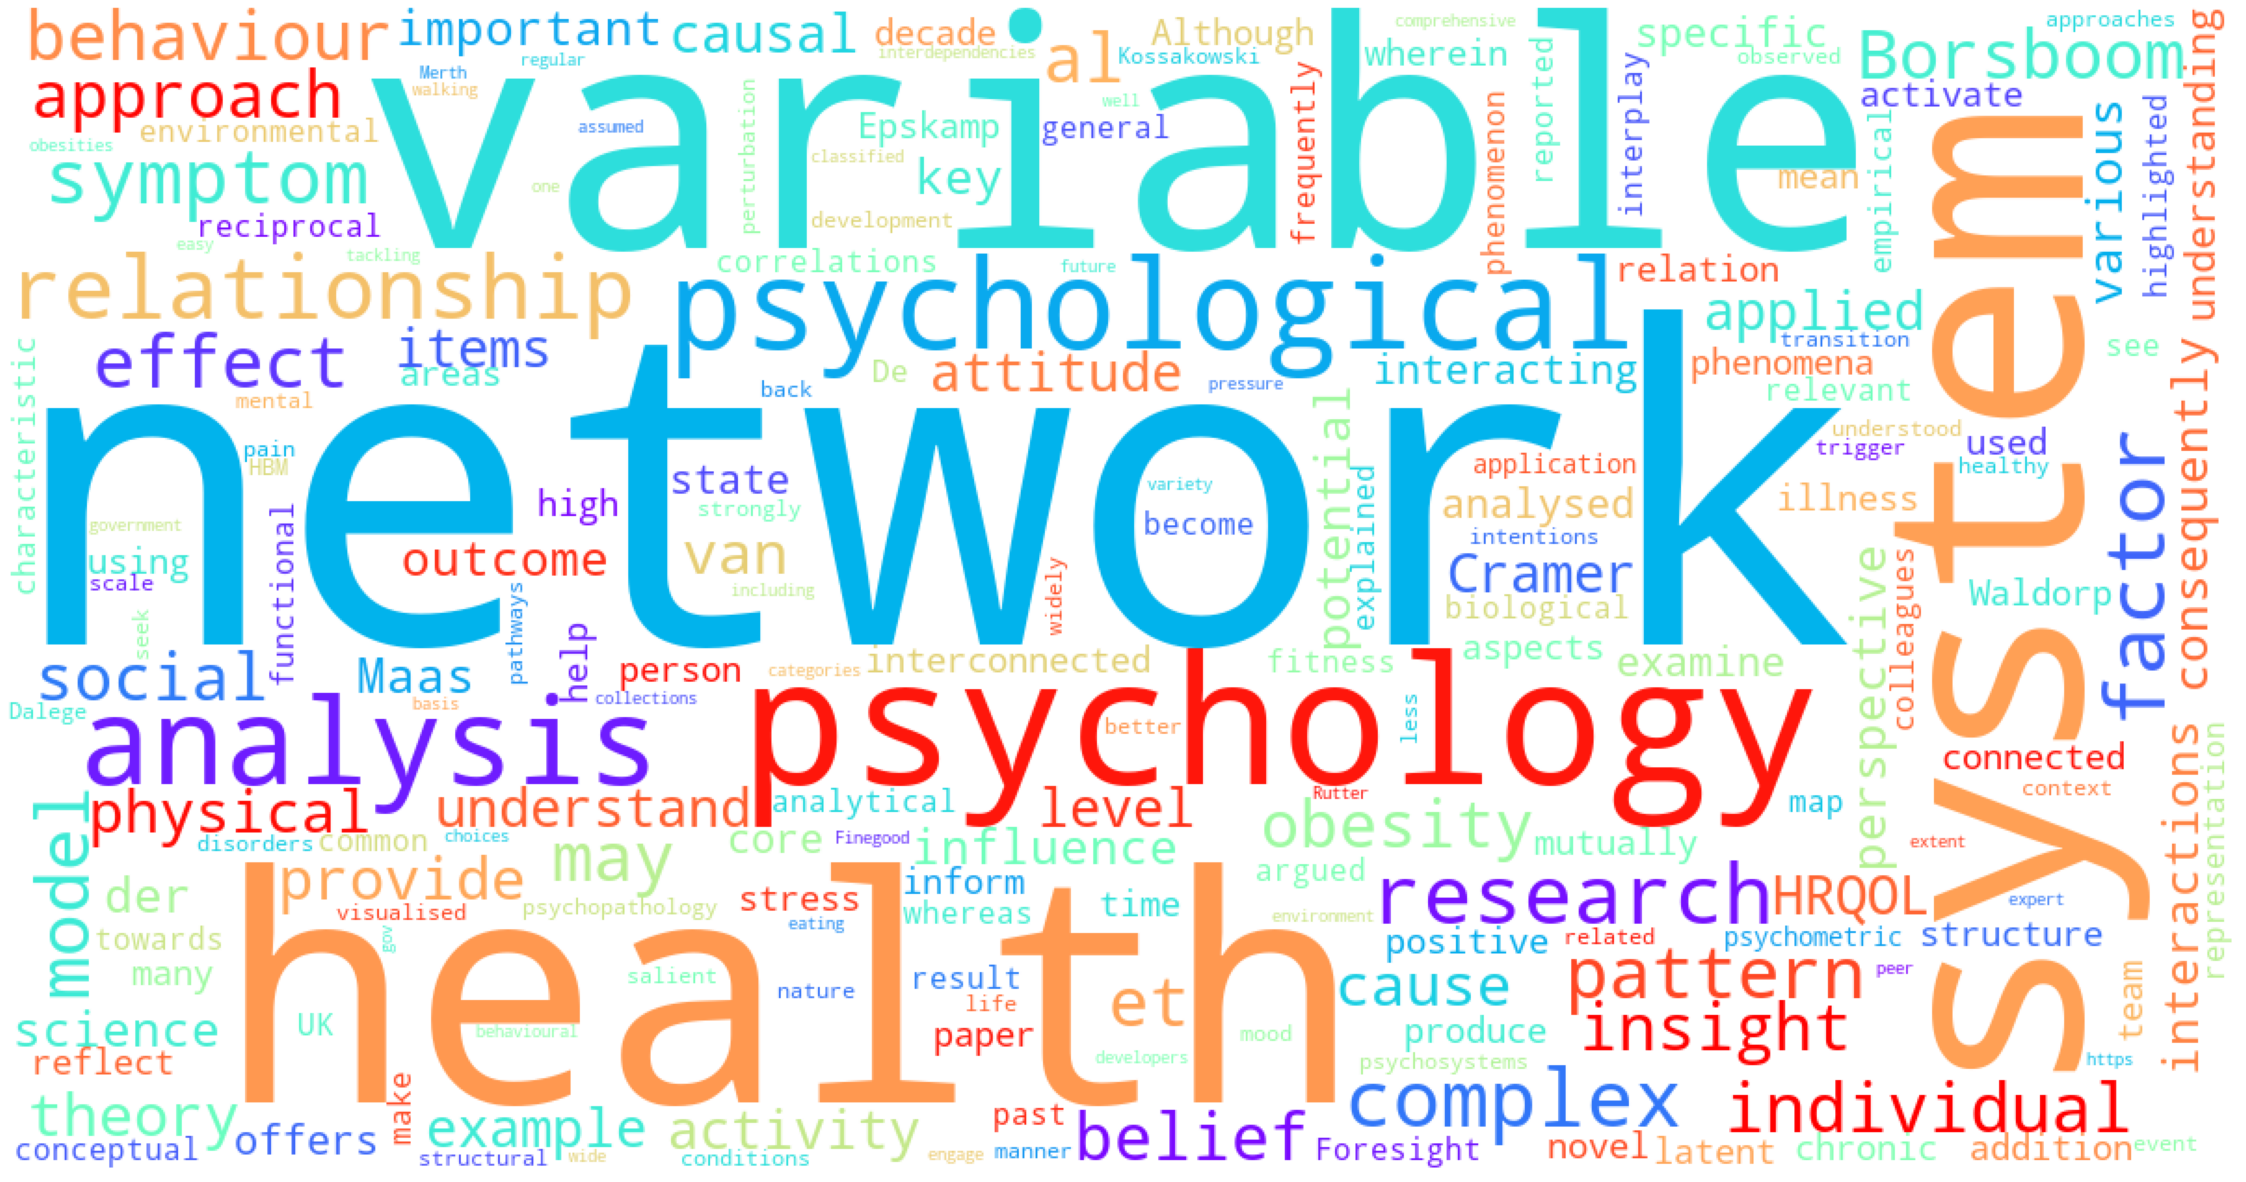 behaviour
important
causal
decade
comprehensive
interdependencies
Although
al
Kossakowski
wherein
specific
observed
approaches
Borsboom
understanding
Merth
regular
walking
approach
variable
environmental
assumed
perturbation
classified
Epskamp
well
general
frequently
phenomenon
reported
interplay
empirical
mean
activate
various
highlighted
obesities
symptom
one
key
development
reciprocal
easy
tackling
correlations
future
relation
relationship
psychological
applied
system
effect
items
areas
De
attitude
pressure
interacting
transition
phenomena
relevant
see
consequently
characteristic
mental
back
network
potential
understood
trigger
used
healthy
factor
pain
HBM
state
strongly
high
variety
become
explained
application
analysed
intentions
illness
government
using
scale
functional
outcome
van
including
widely
Cramer
biological
perspective
colleagues
Waldorp
seek
pathways
help
social
Maas
person
categories
interconnected
fitness
aspects
examine
Dalege
basis
collections
analysis
psychology
better
less
connected
context
interactions
representation
model
physical
understand
analytical
level
Rutter
obesity
map
disorders
common
choices
core
Finegood
influence
argued
mutually
extent
der
provide
may
stress
inform
whereas
time
environment
research
HRQOL
expert
towards
visualised
psychopathology
eating
positive
related
psychometric
structure
many
gov
health
salient
nature
result
life
et
cause
pattern
peer
team
science
UK
behavioural
paper
mood
produce
insight
reflect
developers
psychosystems
https
theory
make
example
activity
past
belief
complex
individual
conceptual
offers
structural
wide
conditions
engage
manner
Foresight
novel
latent
chronic
addition
event